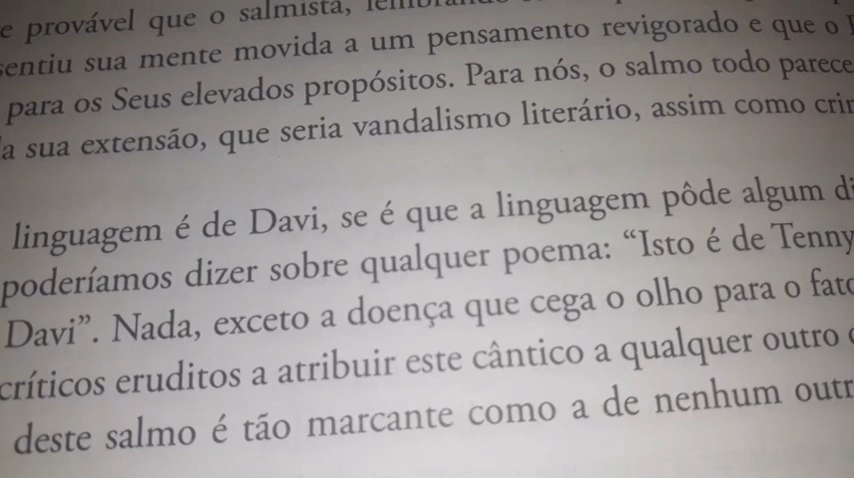 e provável que o salmista,
sentiu sua mente movida a um pensamento revigorado e que o
para os Seus elevados propósitos. Para nós, o salmo todo parece
a sua extensão, que seria vandalismo literário, assim como
linguagem é de Davi, se é que a linguagem pôde algum
poderíamos dizer sobre qualquer poema: “Isto é de Tenny
Davi”. Nada, exceto a doença que cega o olho para o fato
críticos eruditos a atribuir este cântico a qualquer outro
deste salmo é tão marcante como a de nenhum outr